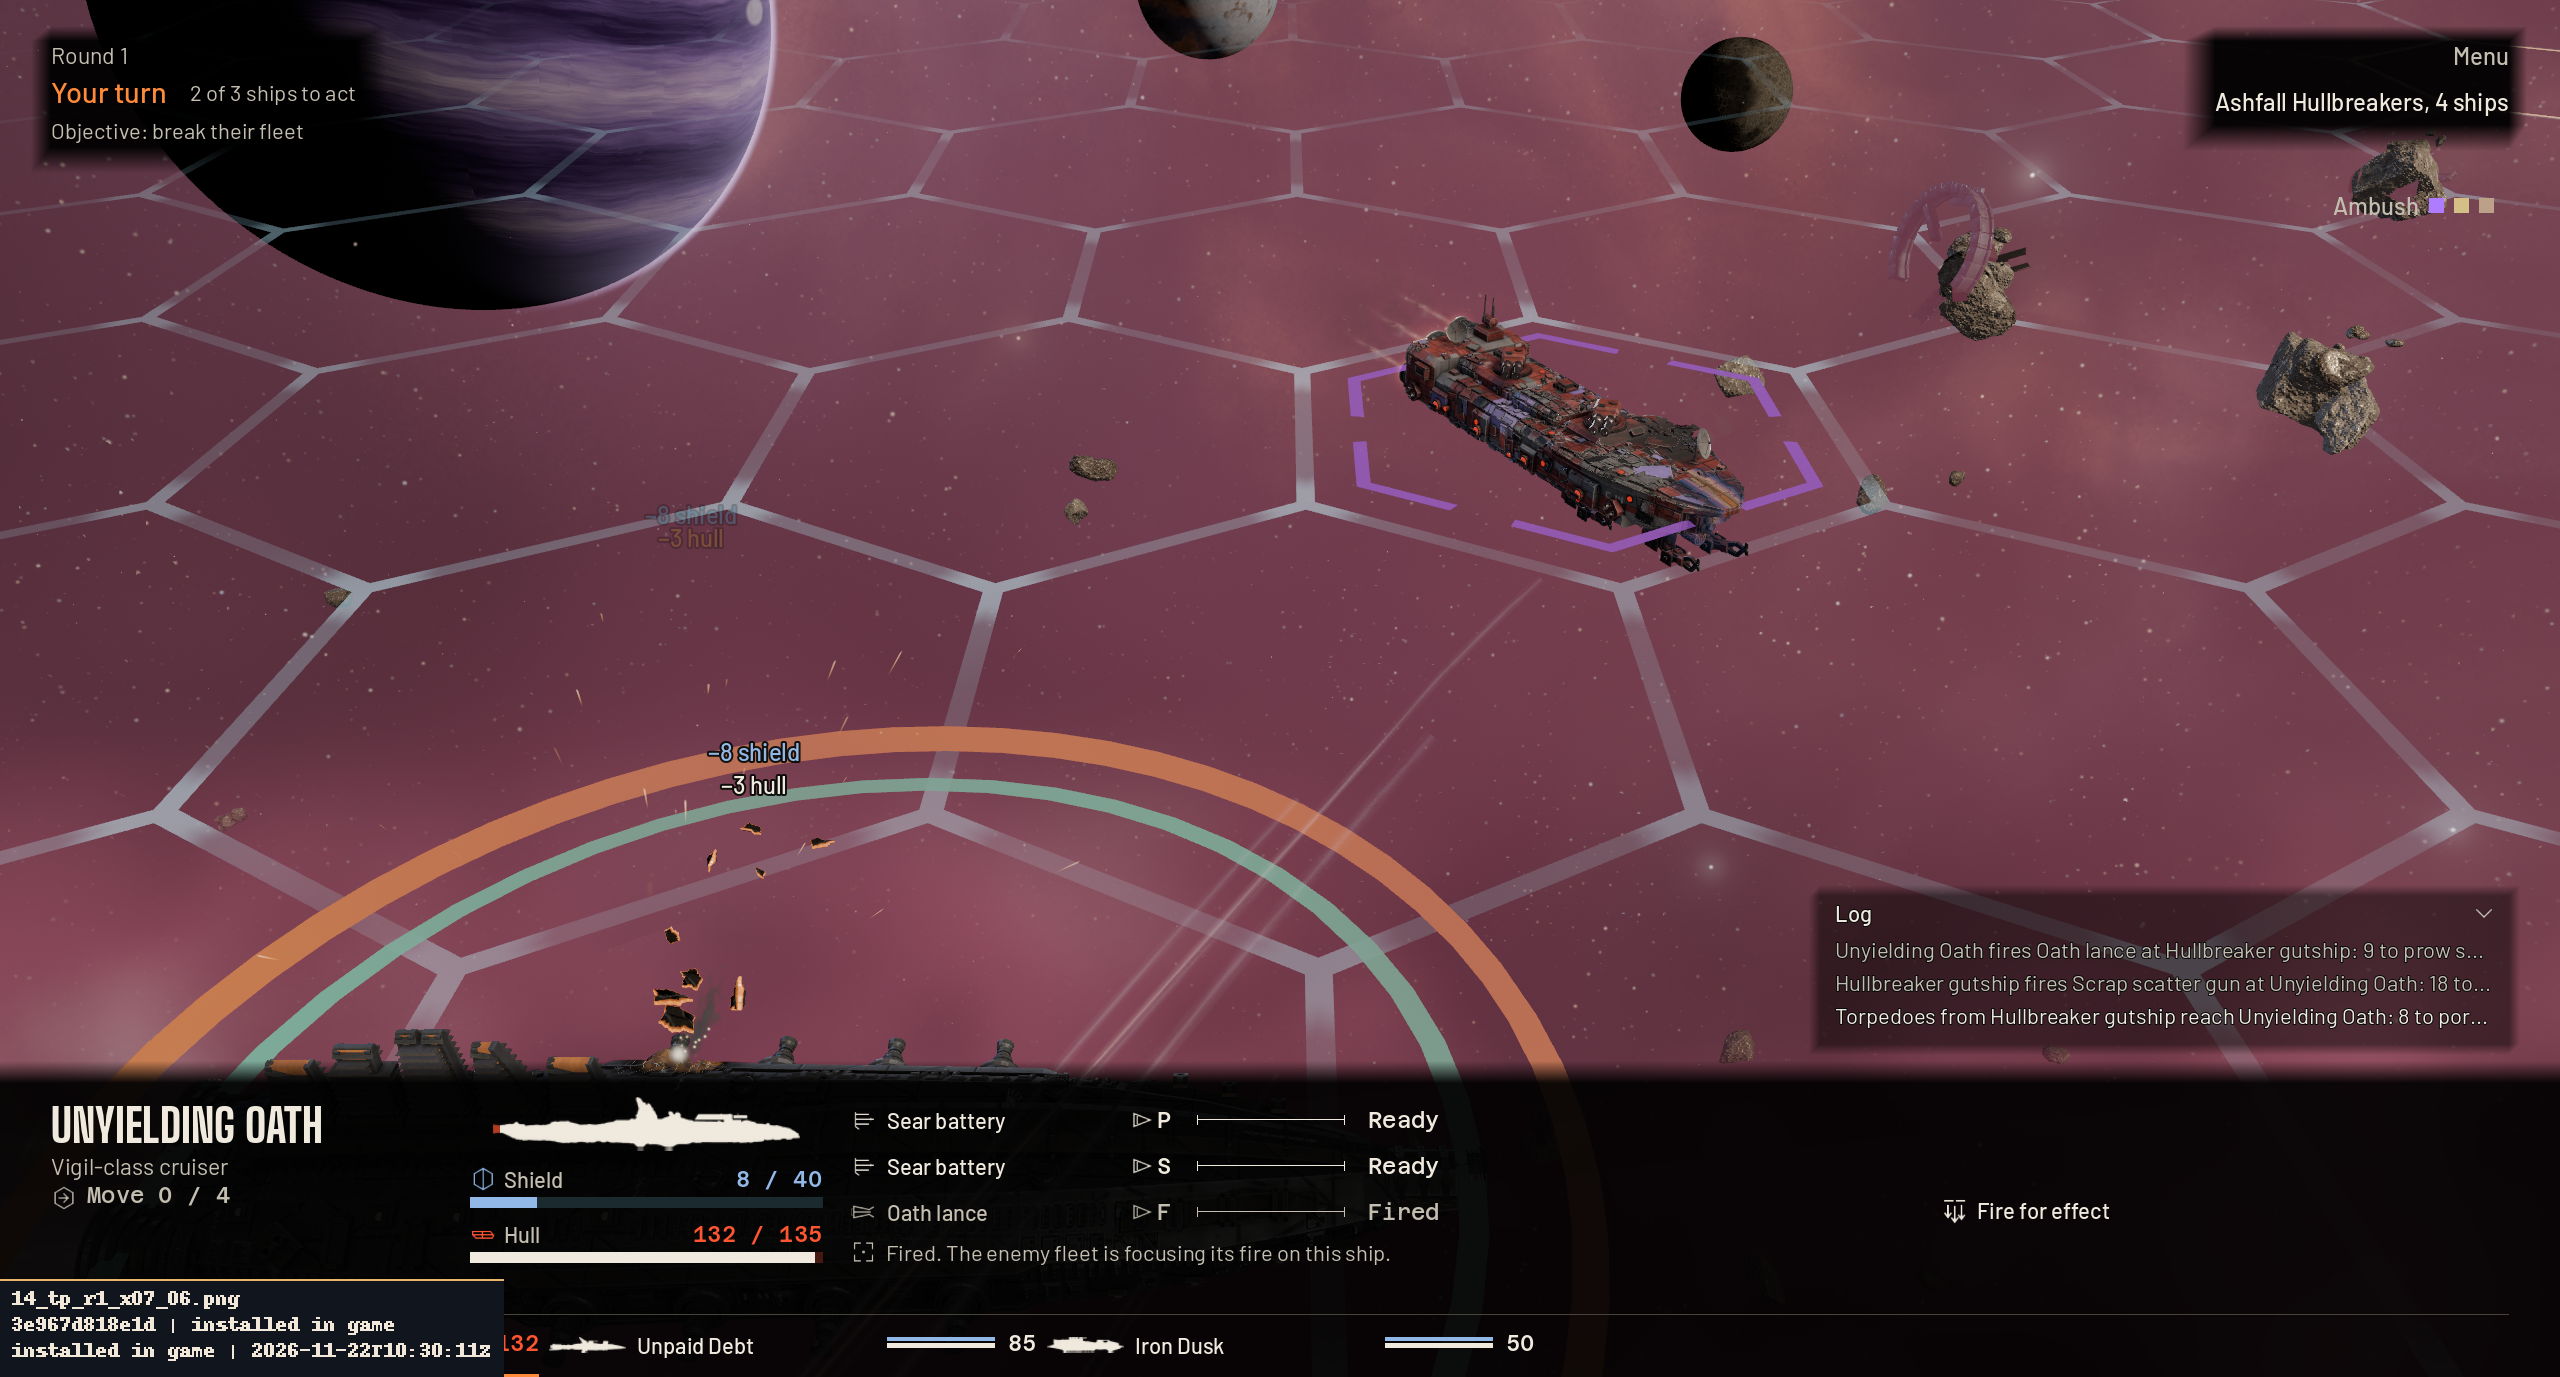 Round 1
Your turn 2 of 3 ships to act
Objective: break their fleet
Menu
Ashfall Hullbreakers, 4 ships
Ambush
-8 shield
-3 hull
-8 shield
-3 hull
Log
Unyielding Oath fires Oath lance at Hullbreaker gutship: 9 to prow s...
Hullbreaker gutship fires Scrap scatter gun at Unyielding Oath: 18 to...
Torpedoes from Hullbreaker gutship reach Unyielding Oath: 8 to por...
UNYIELDING OATH
Vigil-class cruiser
Move 0 / 4
Shield 8 / 40
Hull 132 / 135
Sear battery P Ready
Sear battery S Ready
Oath lance F Fired
Fired. The enemy fleet is focusing its fire on this ship.
Fire for effect
14_tp_r1_x07_06.png
3e967d818e1d | installed in game
installed in game | 2026-11-22r10:30:11z
132 Unpaid Debt 85 Iron Dusk 50